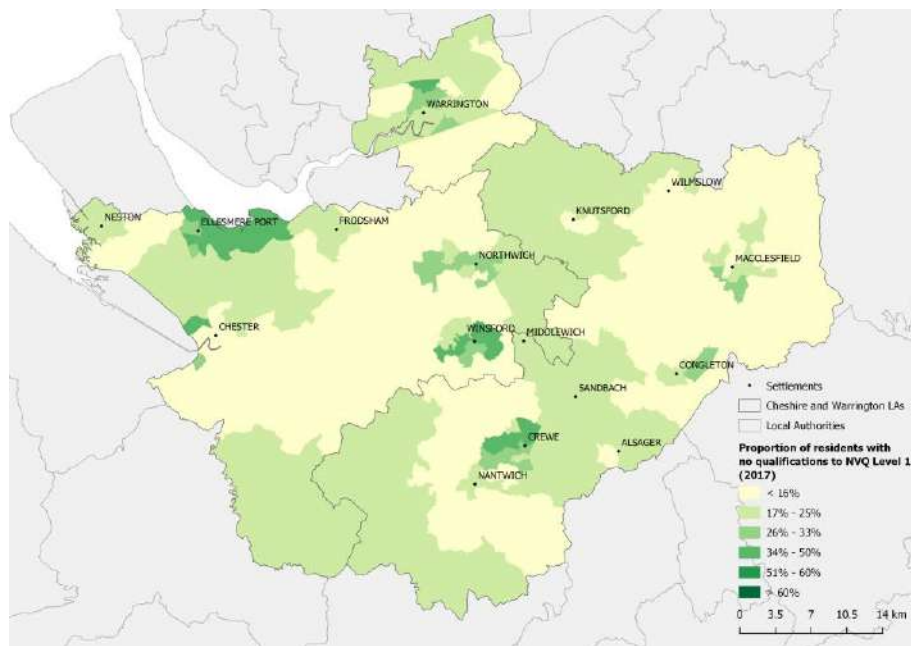 WARRINGTON
WILMSLOW
NESTON
ELLESMERE PORT
FRODSHAM
KNUTSFORD
NORTHWICH
MACCLESFIELD
CHESTER
WINSFORD
MIDDLEWICH
CONGLETON
SANDBACH
CREWE
ALSAGER
NANTWICH
Settlements
Cheshire and Warrington LAs
Local Authorities
Proportion of residents with
no qualifications to NVQ Level 1
(2017)
< 16%
17% - 25%
26% - 33%
34% - 50%
51% - 60%
> 60%
0 3.5 7 10.5 14 km